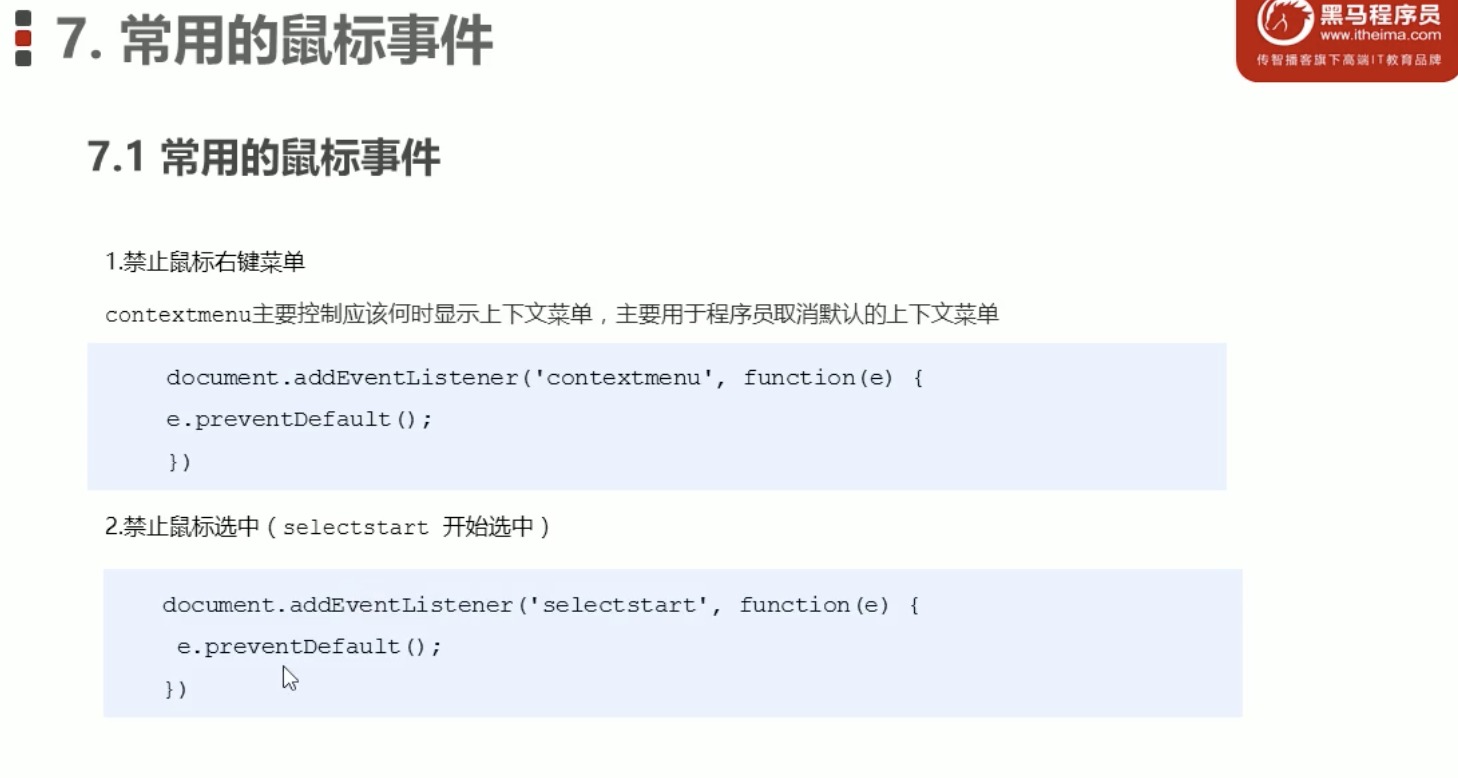 7. 常用的鼠标事件
黑马程序员
www.itheima.com
传智播客旗下高端IT教育品牌
7.1 常用的鼠标事件
1.禁止鼠标右键菜单
contextmenu主要控制应该何时显示上下文菜单，主要用于程序员取消默认的上下文菜单
document.addEventListener('contextmenu', function(e) {
e.preventDefault();
})
2.禁止鼠标选中（selectstart 开始选中）
document.addEventListener('selectstart', function(e) {
e.preventDefault();
})